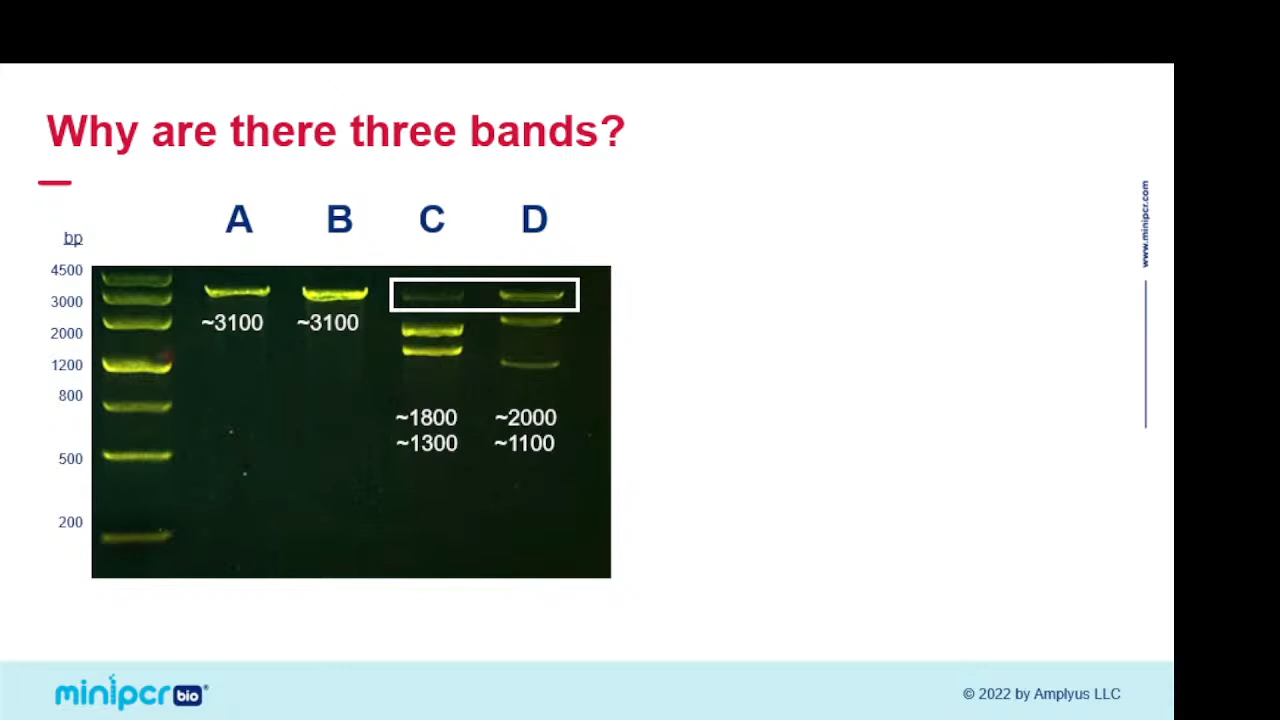 Why are there three bands?
A B C D
bp
4500
3000
2000
1200
800
500
200
~3100 ~3100
~1800 ~2000
~1300 ~1100
www.minipcr.com
minipcr bio®
© 2022 by Amplyus LLC